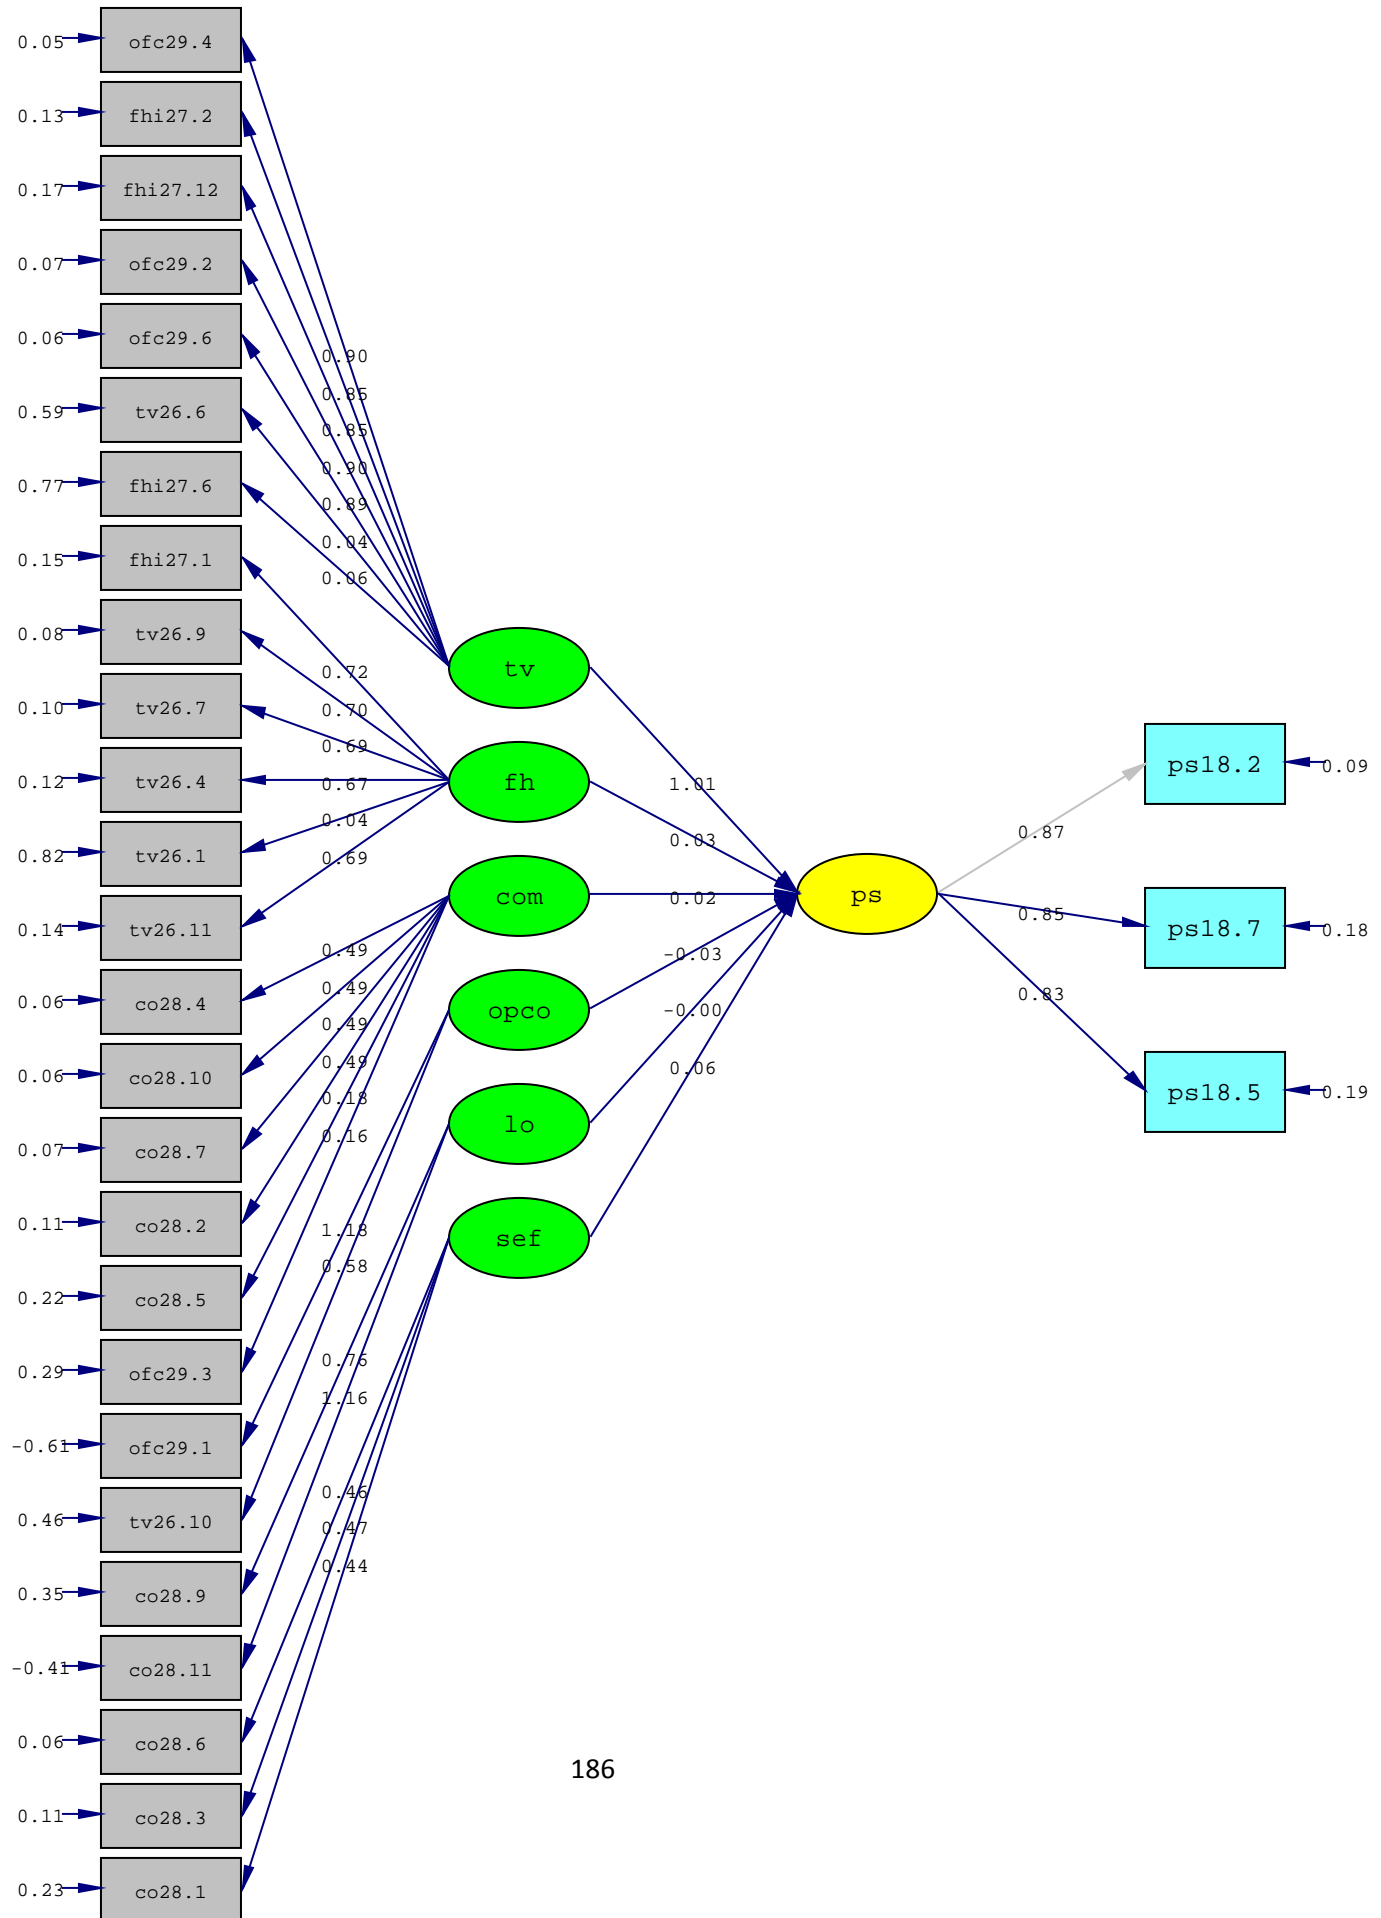 0.05 ofc29.4
0.13 fhi27.2
0.17 fhi27.12
0.07 ofc29.2
0.06 ofc29.6
0.59 tv26.6
0.77 fhi27.6
0.15 fhi27.1
0.08 tv26.9
0.10 tv26.7
0.12 tv26.4
0.82 tv26.1
0.14 tv26.11
0.06 co28.4
0.06 co28.10
0.07 co28.7
0.11 co28.2
0.22 co28.5
0.29 ofc29.3
-0.61 ofc29.1
0.46 tv26.10
0.35 co28.9
-0.41 co28.11
0.06 co28.6
0.11 co28.3
0.23 co28.1
0.90
0.85
0.85
0.90
0.89
0.04
0.06
0.72
0.70
0.69
0.67
0.04
0.69
0.49
0.49
0.49
0.49
0.18
0.16
1.18
0.58
0.76
1.16
0.46
0.47
0.44
tv
fh
com
opco
lo
sef
1.01
0.03
0.02
-0.03
-0.00
0.06
ps
0.87
0.85
0.83
ps18.2 0.09
ps18.7 0.18
ps18.5 0.19
186